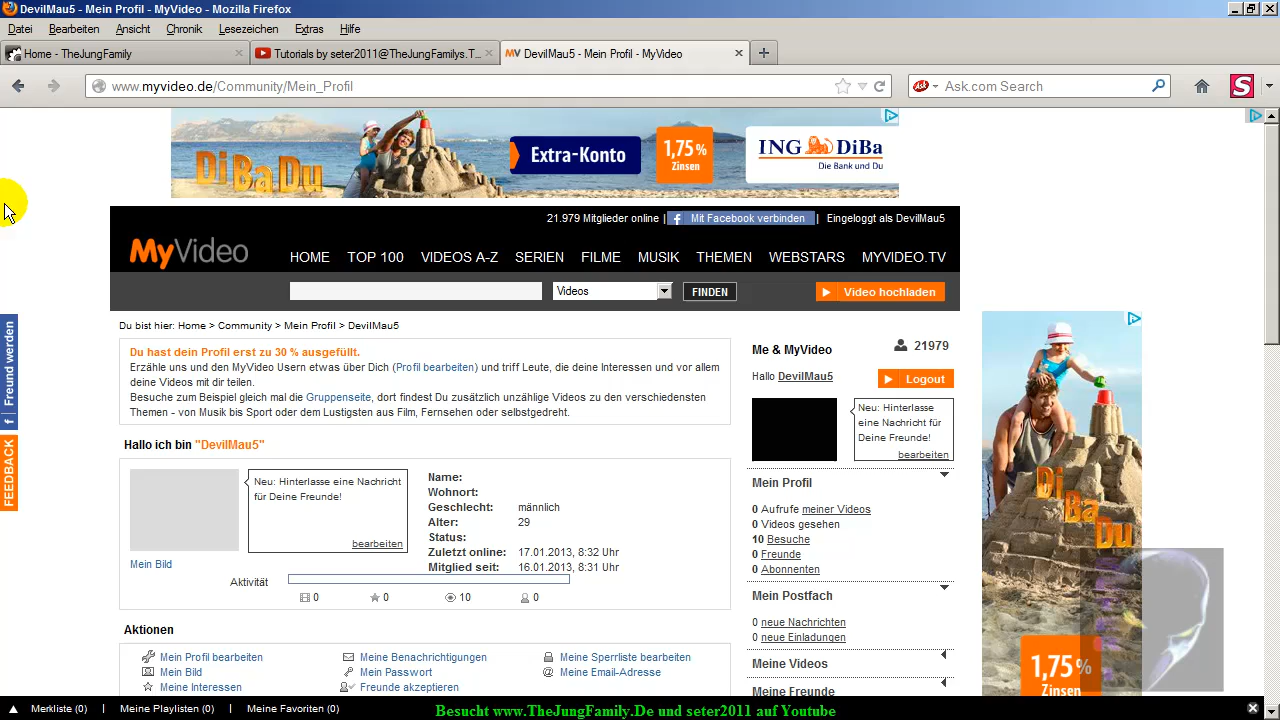 DevilMau5 - Mein Profil - MyVideo - Mozilla Firefox
Datei Bearbeiten Ansicht Chronik Lesezeichen Extras Hilfe
Home - TheJungFamily
Tutorials by seter2011@TheJungFamilys.T...
MV DevilMau5 - Mein Profil - MyVideo
www.myvideo.de/Community/Mein_Profil
Ask Ask.com Search
S
DiBaDu
Extra-Konto
1,75%
Zinsen
ING DiBa
Die Bank und Du
21.979 Mitglieder online | f Mit Facebook verbinden | Eingeloggt als DevilMau5
MyVideo
HOME TOP 100 VIDEOS A-Z SERIEN FILME MUSIK THEMEN WEBSTARS MYVIDEO.TV
Videos FINDEN Video hochladen
Du bist hier: Home > Community > Mein Profil > DevilMau5
Du hast dein Profil erst zu 30 % ausgefüllt.
Erzähle uns und den MyVideo Usern etwas über Dich (Profil bearbeiten) und triff Leute, die deine Interessen und vor allem
deine Videos mit dir teilen.
Besuche zum Beispiel gleich mal die Gruppenseite, dort findest Du zusätzlich unzählige Videos zu den verschiedensten
Themen - von Musik bis Sport oder dem Lustigsten aus Film, Fernsehen oder selbstgedreht.
Hallo ich bin "DevilMau5"
Neu: Hinterlasse eine Nachricht
für Deine Freunde!
bearbeiten
Mein Bild
Name:
Wohnort:
Geschlecht: männlich
Alter: 29
Status:
Zuletzt online: 17.01.2013, 8:32 Uhr
Mitglied seit: 16.01.2013, 8:31 Uhr
Aktivität
0 0 10 0
Aktionen
Mein Profil bearbeiten
Meine Benachrichtigungen
Meine Sperrliste bearbeiten
Mein Bild
Mein Passwort
Meine Email-Adresse
Meine Interessen
Freunde akzeptieren
Me & MyVideo 21979
Hallo DevilMau5 Logout
Neu: Hinterlasse
eine Nachricht für
Deine Freunde!
bearbeiten
Mein Profil
0 Aufrufe meiner Videos
0 Videos gesehen
10 Besuche
0 Freunde
0 Abonnenten
Mein Postfach
0 neue Nachrichten
0 neue Einladungen
Meine Videos
Meine Freunde
f Freund werden
FEEDBACK
Di
Ba
Du
1,75%
Zinsen
Merkliste (0) | Meine Playlisten (0) | Meine Favoriten (0)
Besucht www.TheJungFamily.De und seter2011 auf Youtube